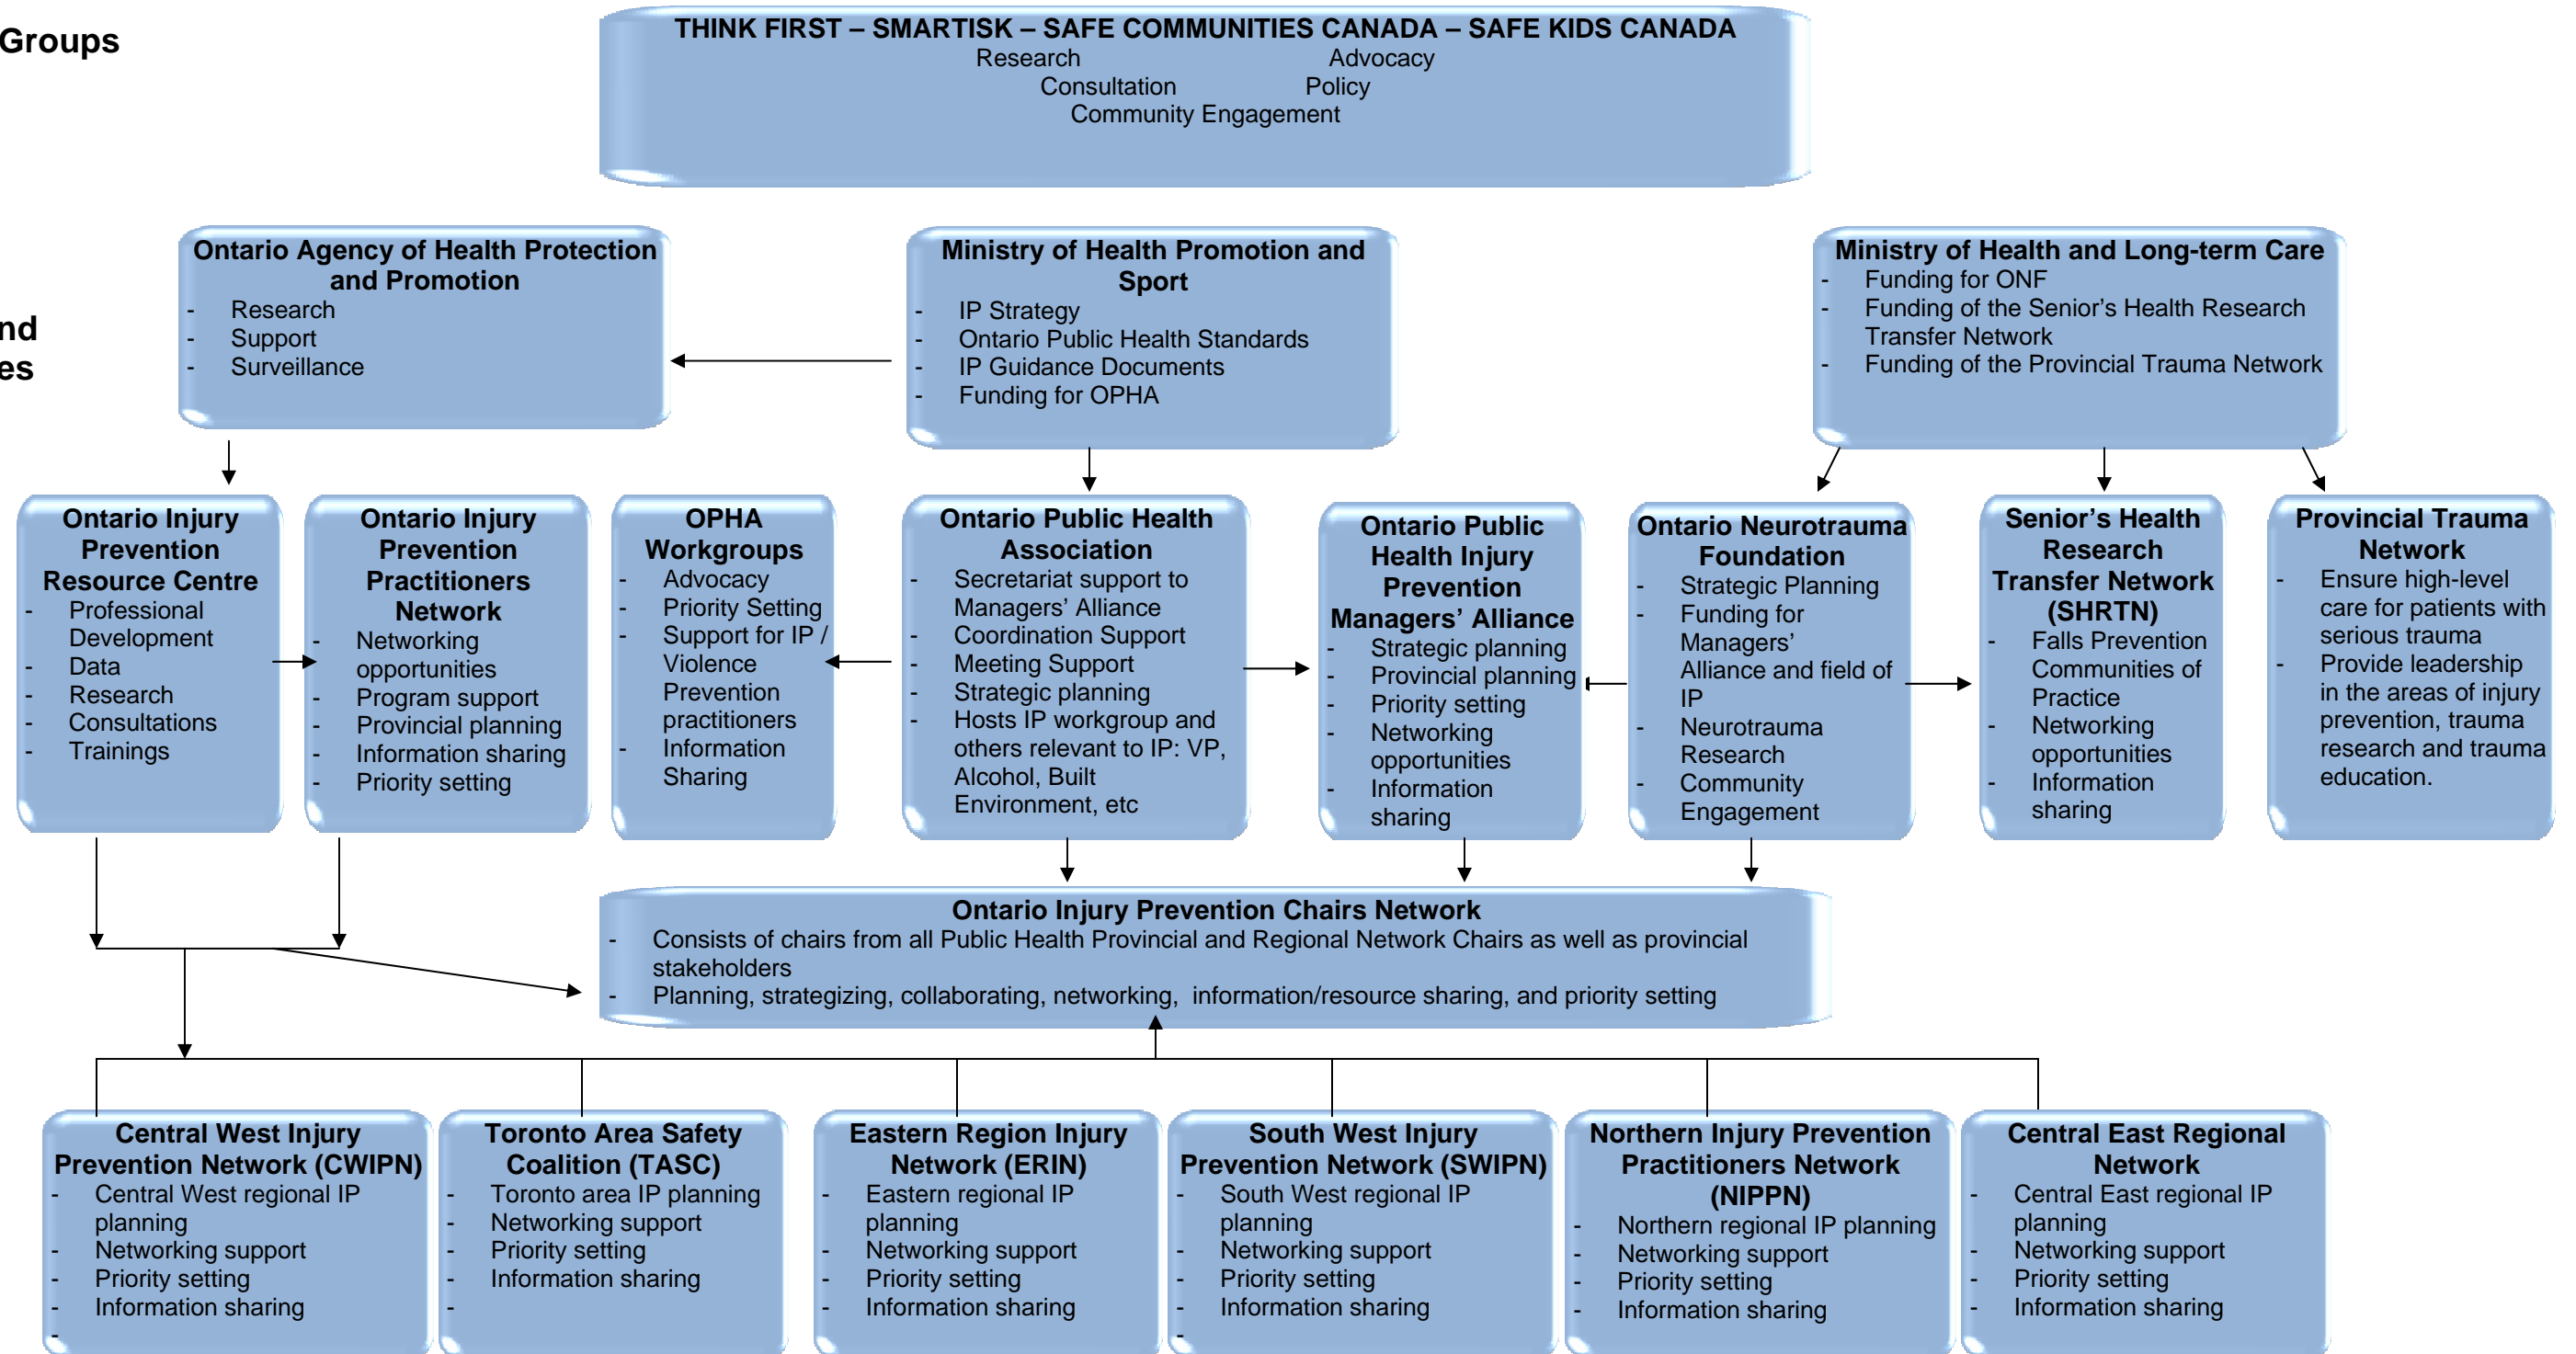 Groups
THINK FIRST – SMARTISK – SAFE COMMUNITIES CANADA – SAFE KIDS CANADA
Research Advocacy
Consultation Policy
Community Engagement
nd
es
Ontario Agency of Health Protection
and Promotion
- Research
- Support
- Surveillance
Ministry of Health Promotion and
Sport
- IP Strategy
- Ontario Public Health Standards
- IP Guidance Documents
- Funding for OPHA
Ministry of Health and Long-term Care
- Funding for ONF
- Funding of the Senior's Health Research
Transfer Network
- Funding of the Provincial Trauma Network
Ontario Injury
Prevention
Resource Centre
- Professional
Development
- Data
- Research
- Consultations
- Trainings
Ontario Injury
Prevention
Practitioners
Network
- Networking
opportunities
- Program support
- Provincial planning
- Information sharing
- Priority setting
OPHA
Workgroups
- Advocacy
- Priority Setting
- Support for IP /
Violence
Prevention
practitioners
- Information
Sharing
Ontario Public Health
Association
- Secretariat support to
Managers' Alliance
- Coordination Support
- Meeting Support
- Strategic planning
- Hosts IP workgroup and
others relevant to IP: VP,
Alcohol, Built
Environment, etc
Ontario Public
Health Injury
Prevention
Managers' Alliance
- Strategic planning
- Provincial planning
- Priority setting
- Networking
opportunities
- Information
sharing
Ontario Neurotrauma
Foundation
- Strategic Planning
- Funding for
Managers'
Alliance and field of
IP
- Neurotrauma
Research
- Community
Engagement
Senior's Health
Research
Transfer Network
(SHRTN)
- Falls Prevention
Communities of
Practice
- Networking
opportunities
- Information
sharing
Provincial Trauma
Network
- Ensure high-level
care for patients with
serious trauma
- Provide leadership
in the areas of injury
prevention, trauma
research and trauma
education.
Ontario Injury Prevention Chairs Network
- Consists of chairs from all Public Health Provincial and Regional Network Chairs as well as provincial
stakeholders
- Planning, strategizing, collaborating, networking, information/resource sharing, and priority setting
Central West Injury
Prevention Network (CWIPN)
- Central West regional IP
planning
- Networking support
- Priority setting
- Information sharing
-
Toronto Area Safety
Coalition (TASC)
- Toronto area IP planning
- Networking support
- Priority setting
- Information sharing
-
Eastern Region Injury
Network (ERIN)
- Eastern regional IP
planning
- Networking support
- Priority setting
- Information sharing
South West Injury
Prevention Network (SWIPN)
- South West regional IP
planning
- Networking support
- Priority setting
- Information sharing
-
Northern Injury Prevention
Practitioners Network
(NIPPN)
- Northern regional IP planning
- Networking support
- Priority setting
- Information sharing
Central East Regional
Network
- Central East regional IP
planning
- Networking support
- Priority setting
- Information sharing